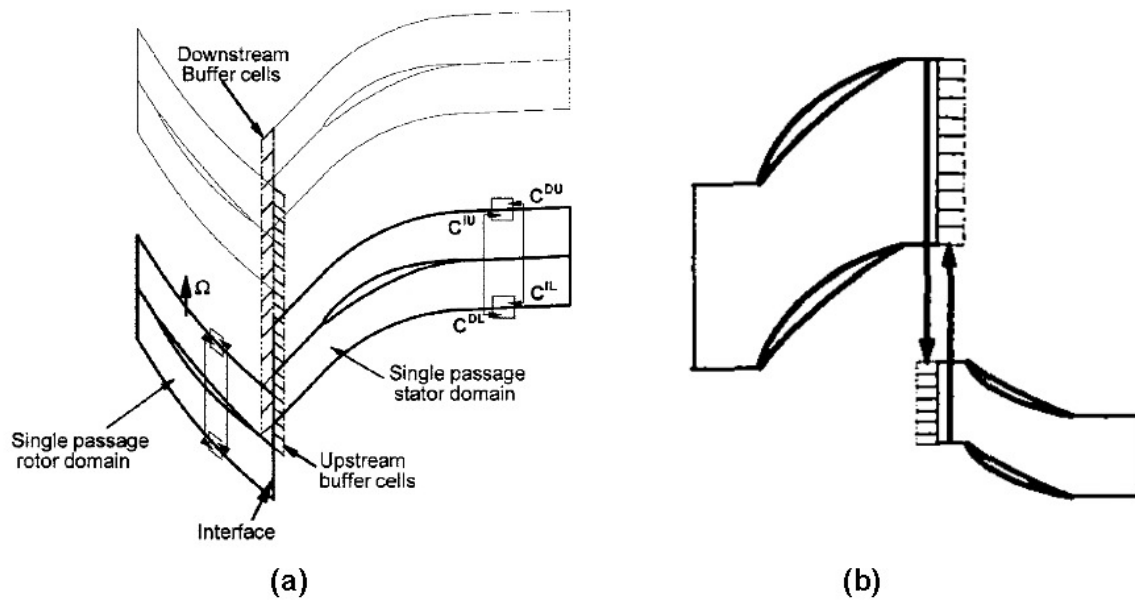 Downstream
Buffer cells
C^DU
C^IU
Ω
C^IL
C^DL
Single passage
stator domain
Single passage
rotor domain
Upstream
buffer cells
Interface
(a)
(b)